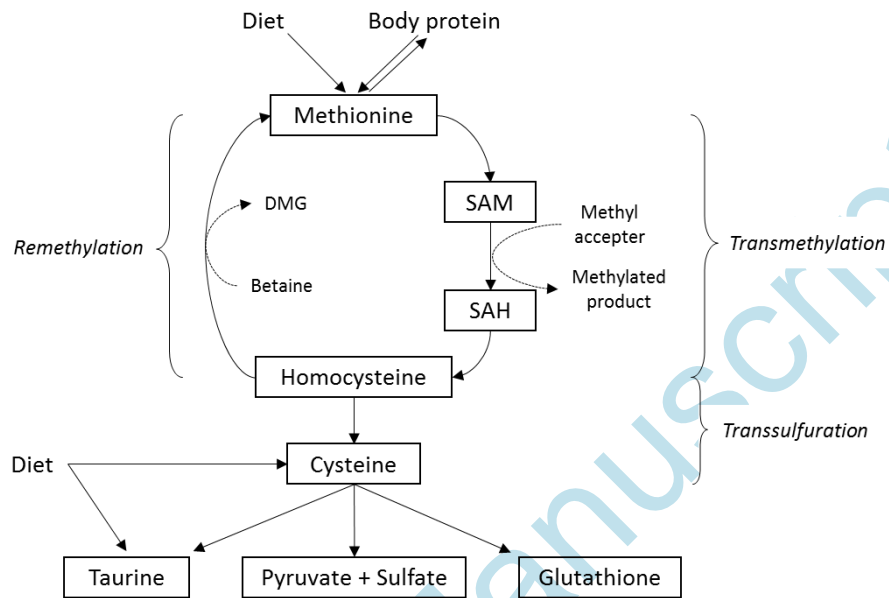 Diet
Body protein
Methionine
SAM
DMG
Methyl
accepter
Remethylation
Transmethylation
Betaine
Methylated
product
SAH
Homocysteine
Transsulfuration
Diet
Cysteine
Taurine
Pyruvate + Sulfate
Glutathione